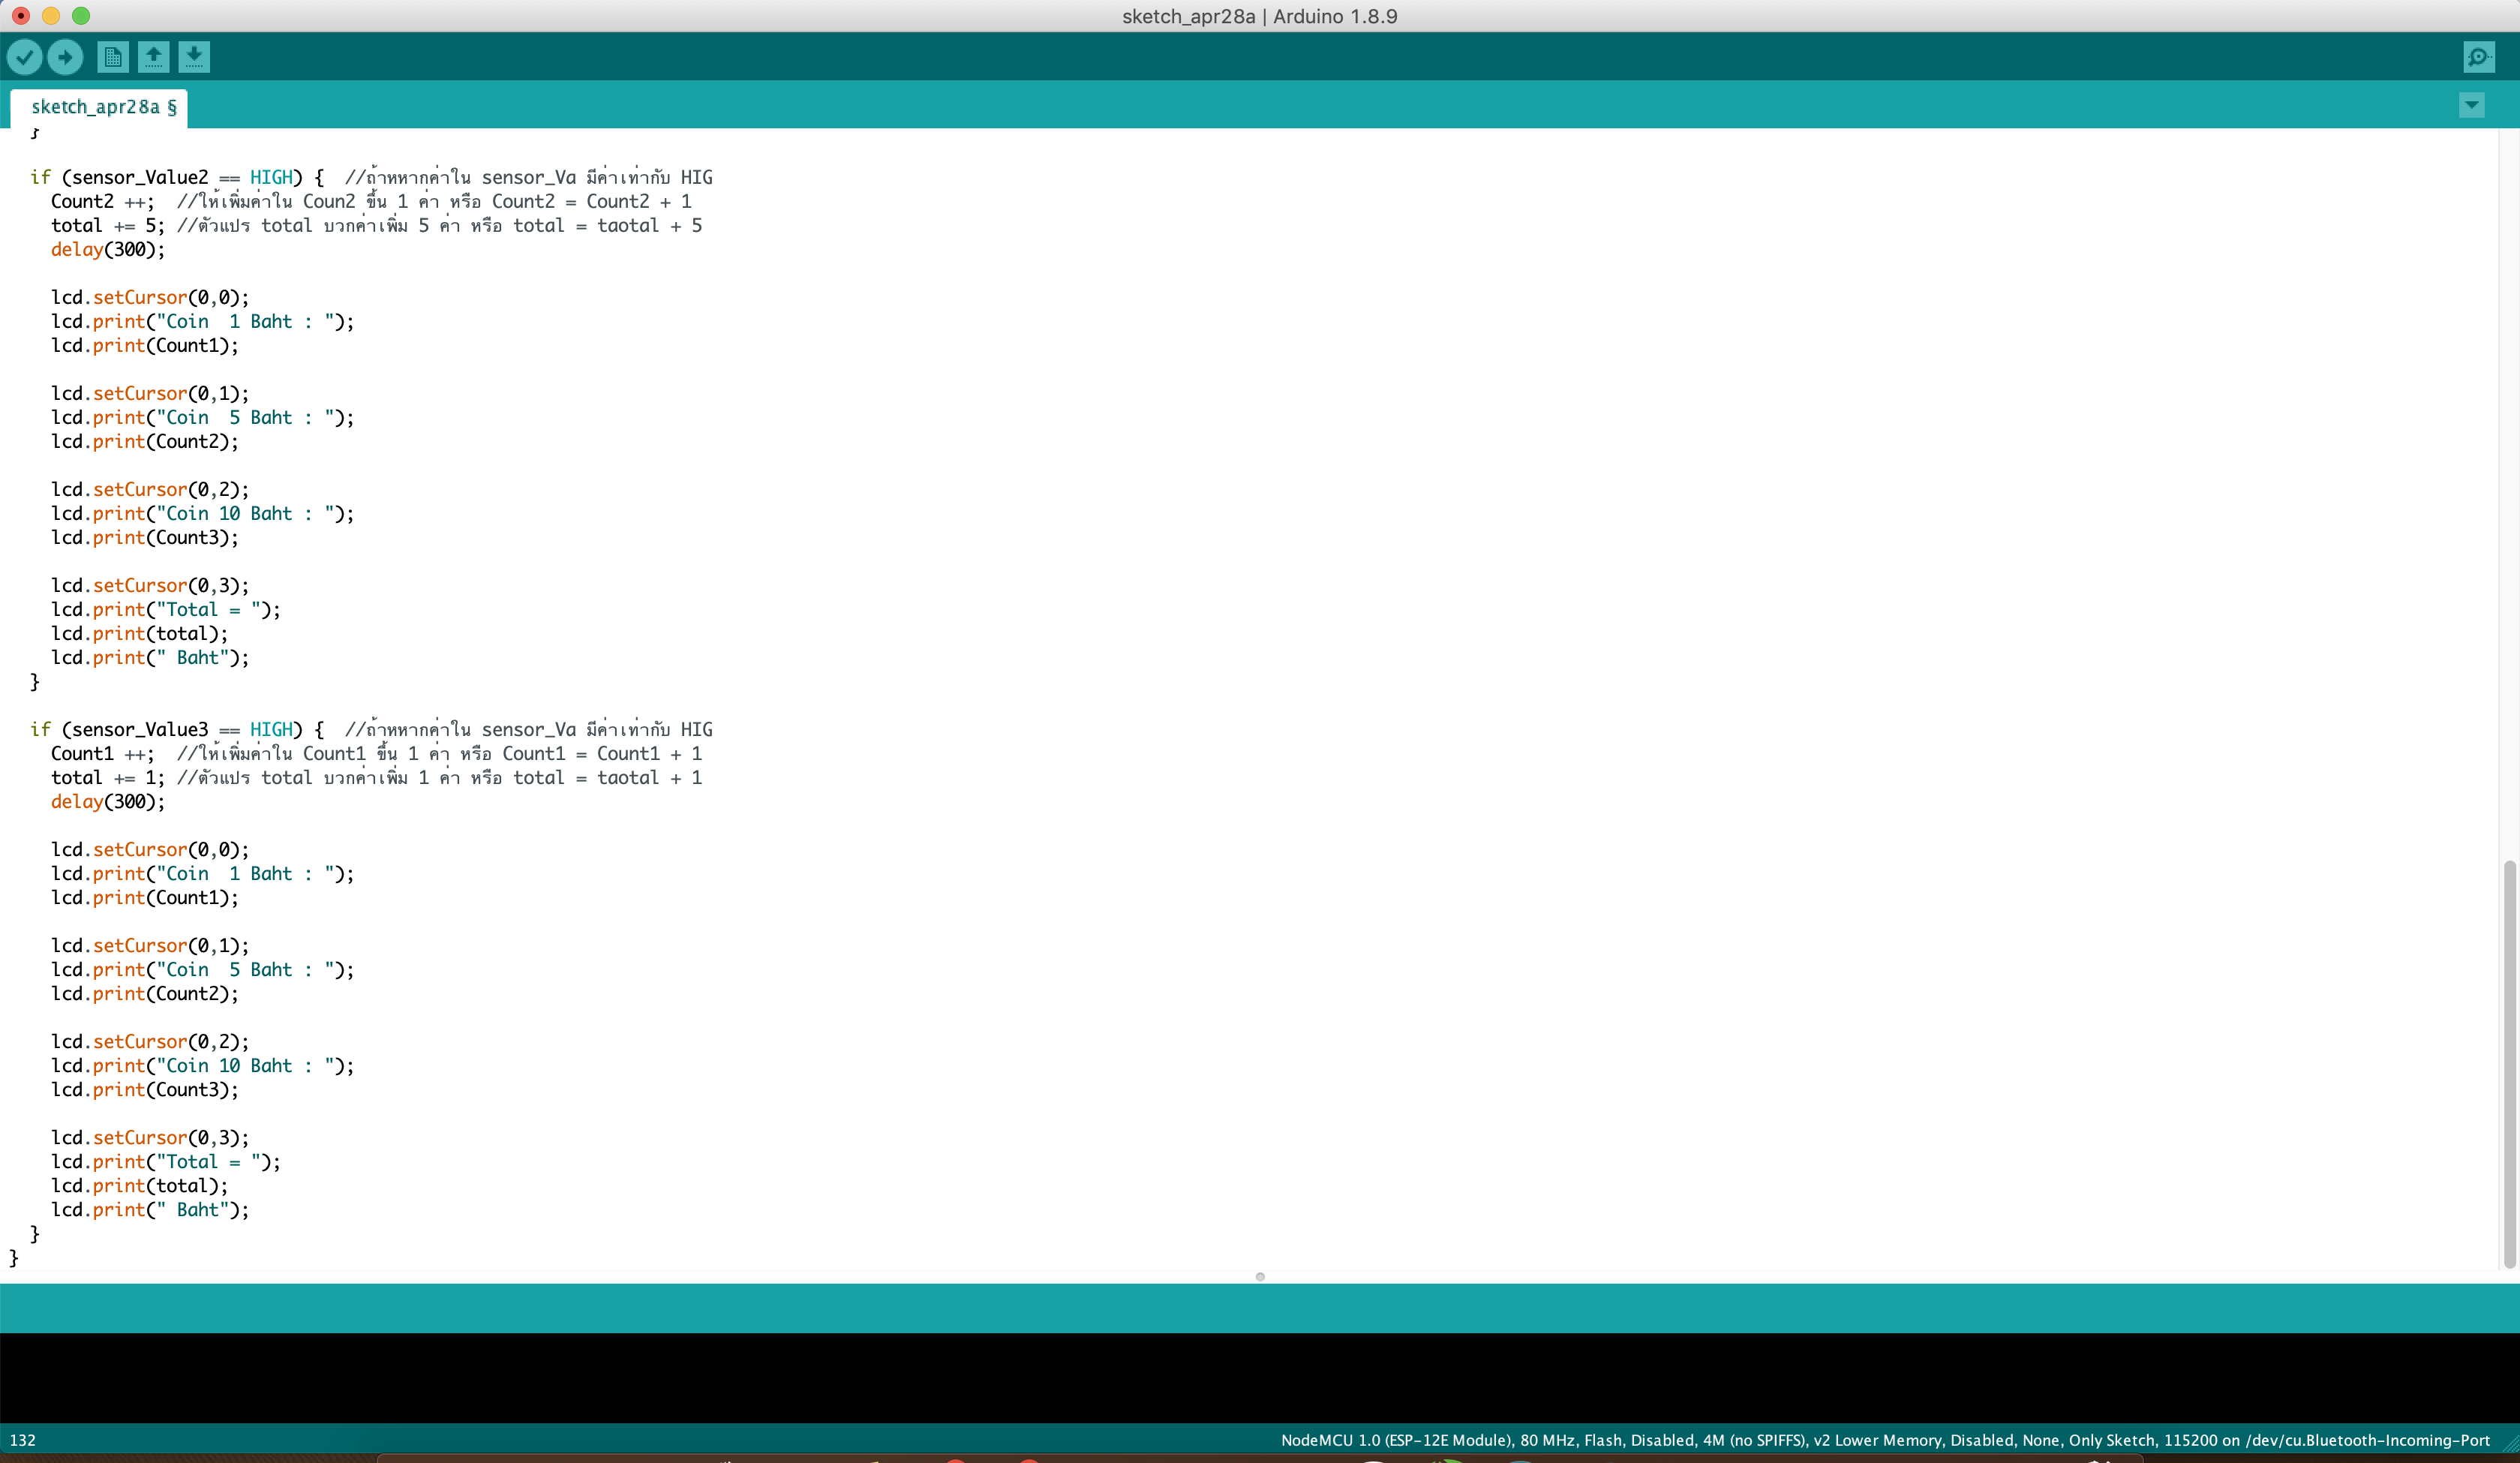 sketch_apr28a | Arduino 1.8.9
sketch_apr28a §
}
if (sensor_Value2 == HIGH) {  //ถ้าหหากค่าใน sensor_Va มีค่าเท่ากับ HIG
Count2 ++;  //ให้เพิ่มค่าใน Coun2 ขึ้น 1 ค่า หรือ Count2 = Count2 + 1
total += 5; //ตัวแปร total บวกค่าเพิ่ม 5 ค่า หรือ total = taotal + 5
delay(300);
lcd.setCursor(0,0);
lcd.print("Coin  1 Baht : ");
lcd.print(Count1);
lcd.setCursor(0,1);
lcd.print("Coin  5 Baht : ");
lcd.print(Count2);
lcd.setCursor(0,2);
lcd.print("Coin 10 Baht : ");
lcd.print(Count3);
lcd.setCursor(0,3);
lcd.print("Total = ");
lcd.print(total);
lcd.print(" Baht");
}
if (sensor_Value3 == HIGH) {  //ถ้าหหากค่าใน sensor_Va มีค่าเท่ากับ HIG
Count1 ++;  //ให้เพิ่มค่าใน Count1 ขึ้น 1 ค่า หรือ Count1 = Count1 + 1
total += 1; //ตัวแปร total บวกค่าเพิ่ม 1 ค่า หรือ total = taotal + 1
delay(300);
lcd.setCursor(0,0);
lcd.print("Coin  1 Baht : ");
lcd.print(Count1);
lcd.setCursor(0,1);
lcd.print("Coin  5 Baht : ");
lcd.print(Count2);
lcd.setCursor(0,2);
lcd.print("Coin 10 Baht : ");
lcd.print(Count3);
lcd.setCursor(0,3);
lcd.print("Total = ");
lcd.print(total);
lcd.print(" Baht");
}
}
132
NodeMCU 1.0 (ESP-12E Module), 80 MHz, Flash, Disabled, 4M (no SPIFFS), v2 Lower Memory, Disabled, None, Only Sketch, 115200 on /dev/cu.Bluetooth-Incoming-Port